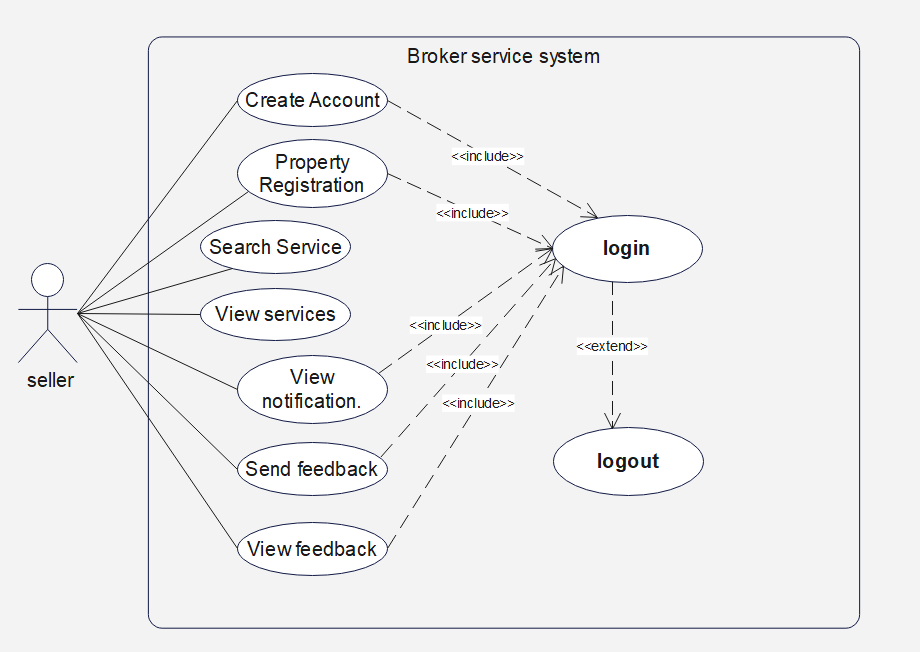 Broker service system
Create Account
<<include>>
Property
Registration
<<include>>
Search Service
login
View services
<<include>>
<<extend>>
seller
View
notification.
<<include>>
<<include>>
Send feedback
logout
View feedback